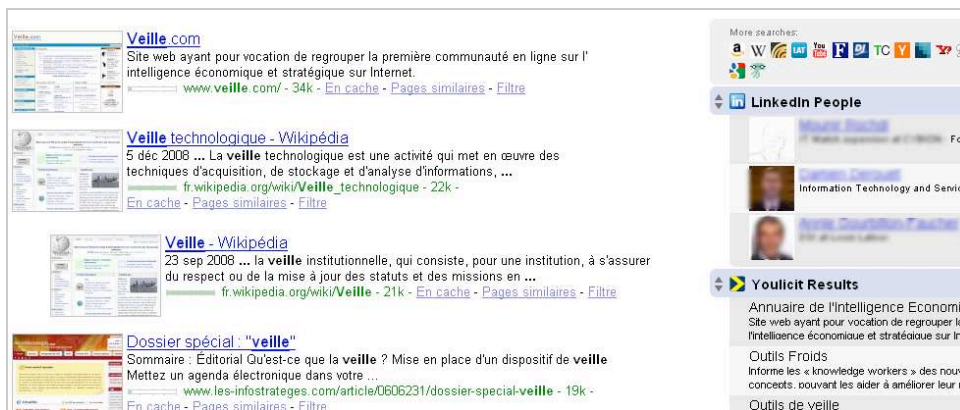 Veille.com
Site web ayant pour vocation de regrouper la première communauté en ligne sur l'
intelligence économique et stratégique sur Internet.
www.veille.com/ - 34k - En cache - Pages similaires - Filtre
Veille technologique - Wikipédia
5 déc 2008 ... La veille technologique est une activité qui met en œuvre des
techniques d'acquisition, de stockage et d'analyse d'informations, ...
fr.wikipedia.org/wiki/Veille_technologique - 22k -
En cache - Pages similaires - Filtre
Veille - Wikipédia
23 sep 2008 ... la veille institutionnelle, qui consiste, pour une institution, à s'assurer
du respect ou de la mise à jour des statuts et des missions en ...
fr.wikipedia.org/wiki/Veille - 21k - En cache - Pages similaires - Filtre
Dossier spécial : "veille"
Sommaire : Éditorial Qu'est-ce que la veille ? Mise en place d'un dispositif de veille
Mettez un agenda électronique dans votre ...
www.les-infostrateges.com/article/0606231/dossier-special-veille - 19k -
En cache - Pages similaires - Filtre
More searches:
LinkedIn People
Information Technology and Servic
Youlicit Results
Annuaire de l'Intelligence Economi
Site web ayant pour vocation de regrouper la
l'intelligence économique et stratégique sur In
Outils Froids
Informe les « knowledge workers » des nouv
concepts, pouvant les aider à améliorer leur
Outils de veille